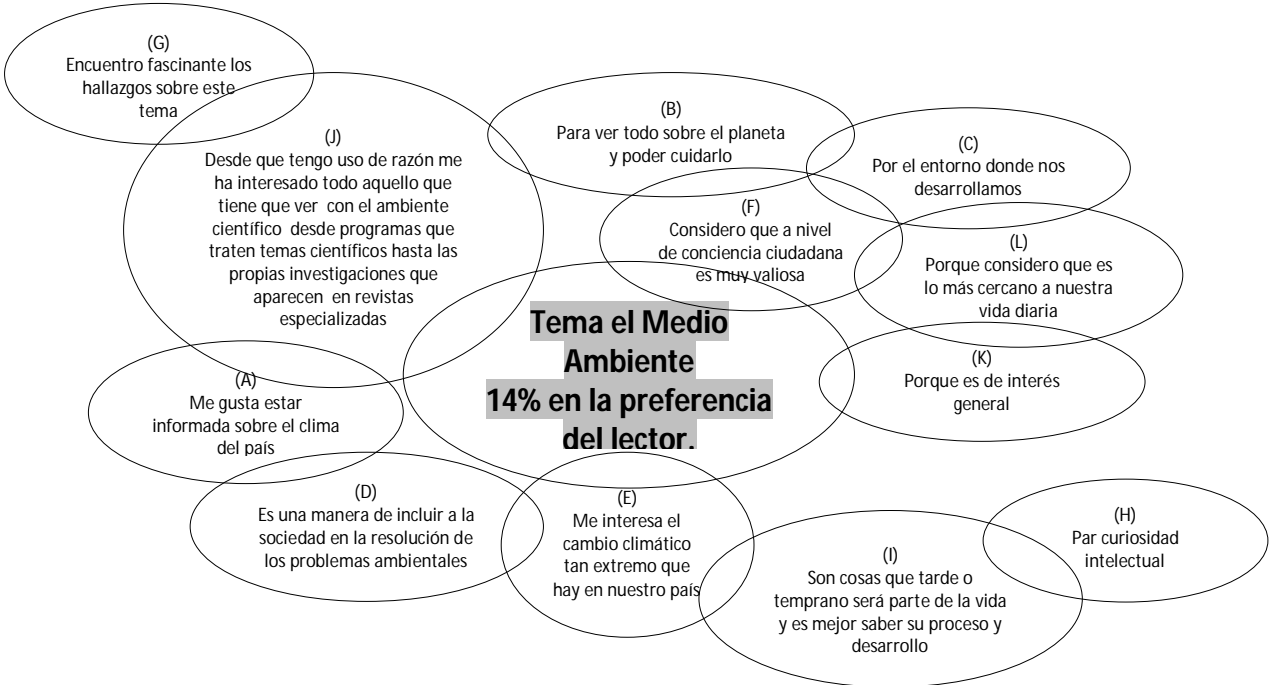 (G)
Encuentro fascinante los
hallazgos sobre este
tema
(J)
Desde que tengo uso de razón me
ha interesado todo aquello que
tiene que ver con el ambiente
científico desde programas que
traten temas científicos hasta las
propias investigaciones que
aparecen en revistas
especializadas
(B)
Para ver todo sobre el planeta
y poder cuidarlo
(C)
Por el entorno donde nos
desarrollamos
(F)
Considero que a nivel
de conciencia ciudadana
es muy valiosa
(L)
Porque considero que es
lo más cercano a nuestra
vida diaria
Tema el Medio
Ambiente
14% en la preferencia
del lector.
(K)
Porque es de interés
general
(A)
Me gusta estar
informada sobre el clima
del país
(D)
Es una manera de incluir a la
sociedad en la resolución de
los problemas ambientales
(E)
Me interesa el
cambio climático
tan extremo que
hay en nuestro país
(I)
Son cosas que tarde o
temprano será parte de la vida
y es mejor saber su proceso y
desarrollo
(H)
Par curiosidad
intelectual